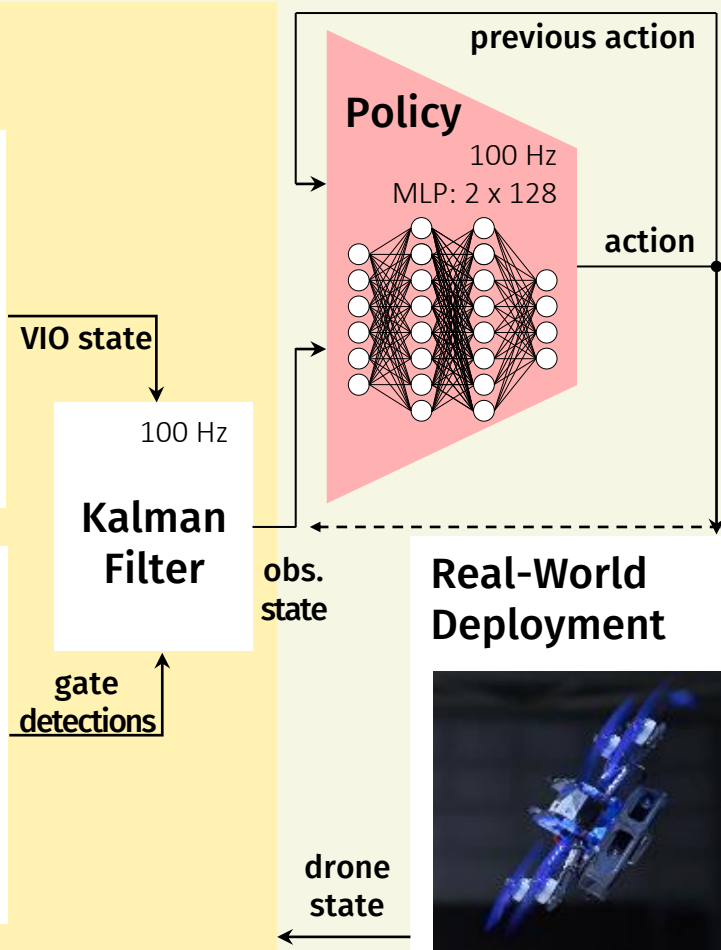 previous action
Policy
100 Hz
MLP: 2 x 128
action
VIO state
100 Hz
Kalman
Filter
obs.
state
gate
detections
Real-World
Deployment
drone
state